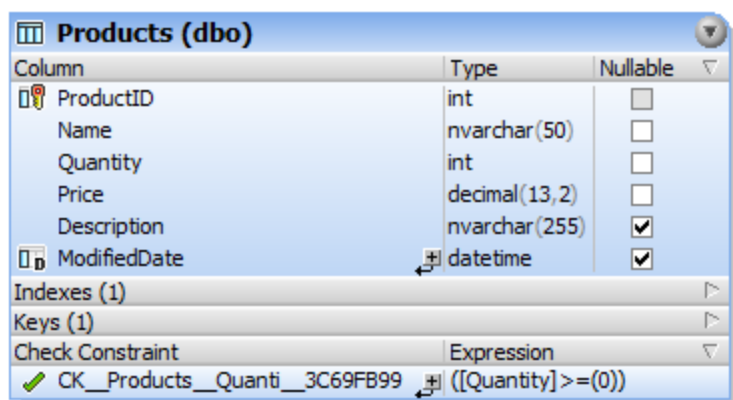 Products (dbo)
Column Type Nullable
ProductID int
Name nvarchar(50)
Quantity int
Price decimal(13,2)
Description nvarchar(255)
D ModifiedDate datetime
Indexes (1)
Keys (1)
Check Constraint Expression
CK__Products__Quanti__3C69FB99 ([Quantity]>=(0))